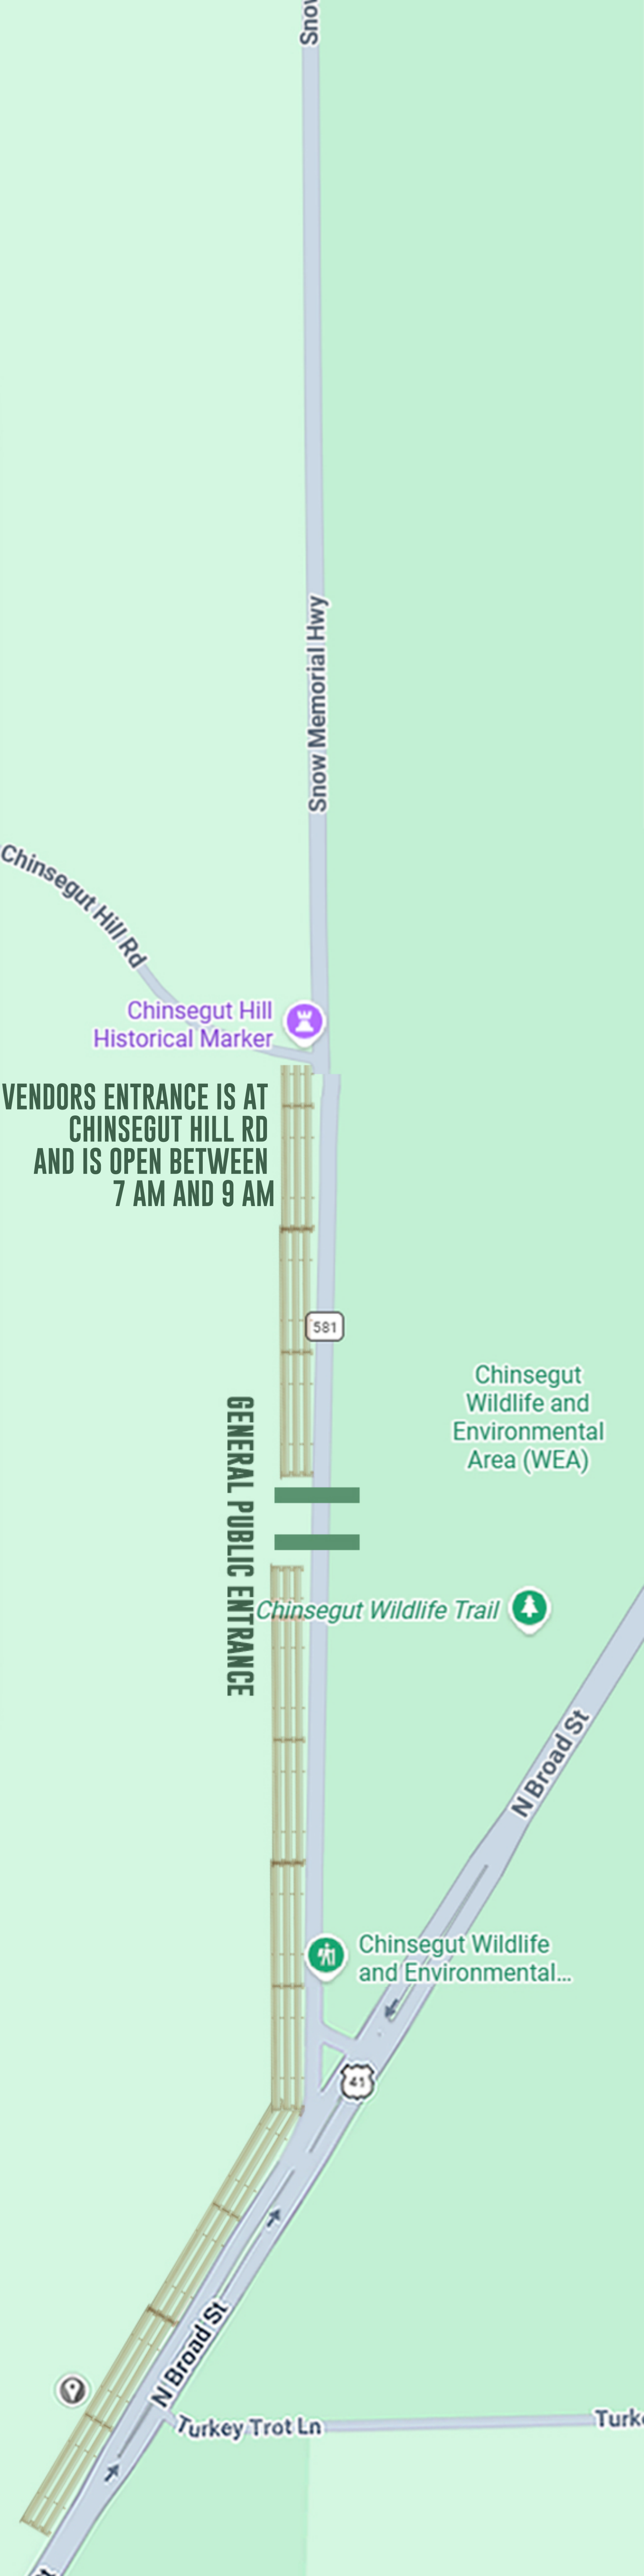 Snow
Snow Memorial Hwy
Chinsegut Hill Rd
Chinsegut Hill
Historical Marker
VENDORS ENTRANCE IS AT
CHINSEGUT HILL RD
AND IS OPEN BETWEEN
7 AM AND 9 AM
581
Chinsegut
Wildlife and
Environmental
Area (WEA)
GENERAL PUBLIC ENTRANCE
Chinsegut Wildlife Trail
N Broad St
Chinsegut Wildlife
and Environmental...
41
N Broad St
Turkey Trot Ln
Turk